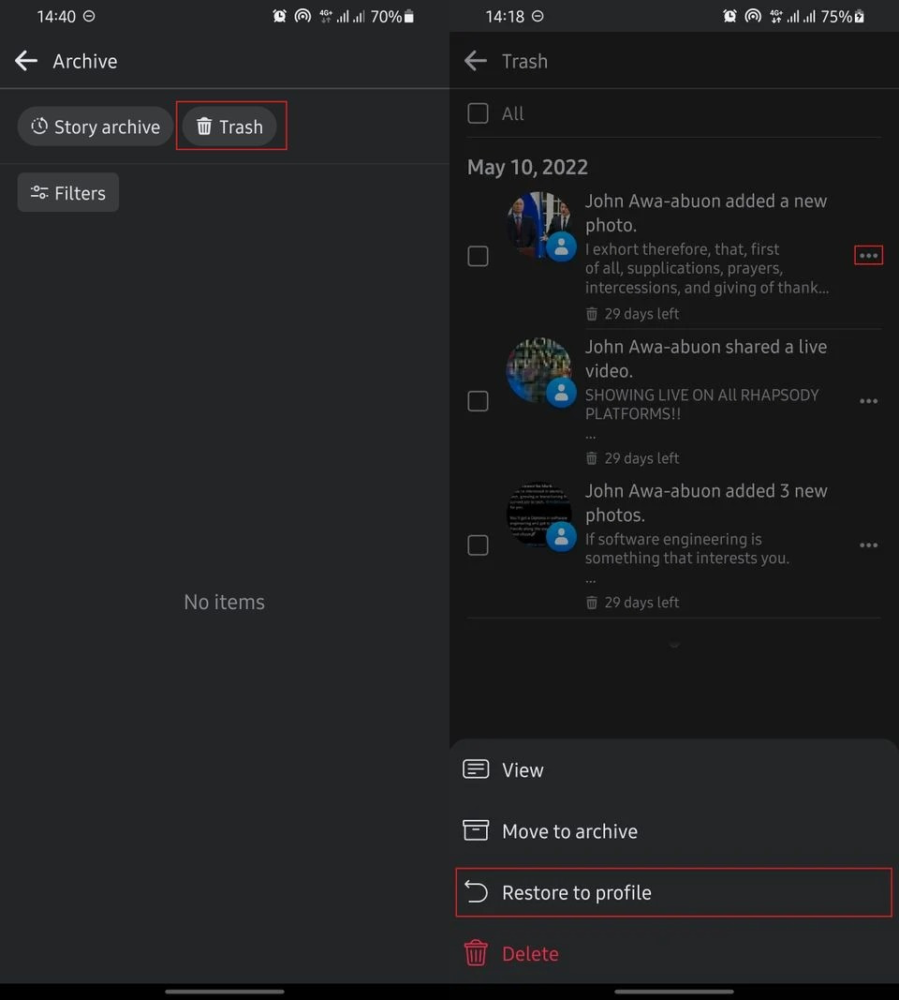 14:40
4G+
70%
Archive
Story archive
Trash
Filters
No items
14:18
4G+
75%
Trash
All
May 10, 2022
John Awa-abuon added a new
photo.
I exhort therefore, that, first
of all, supplications, prayers,
intercessions, and giving of thank...
29 days left
John Awa-abuon shared a live
video.
SHOWING LIVE ON All RHAPSODY
PLATFORMS!!
...
29 days left
John Awa-abuon added 3 new
photos.
If software engineering is
something that interests you.
...
29 days left
View
Move to archive
Restore to profile
Delete